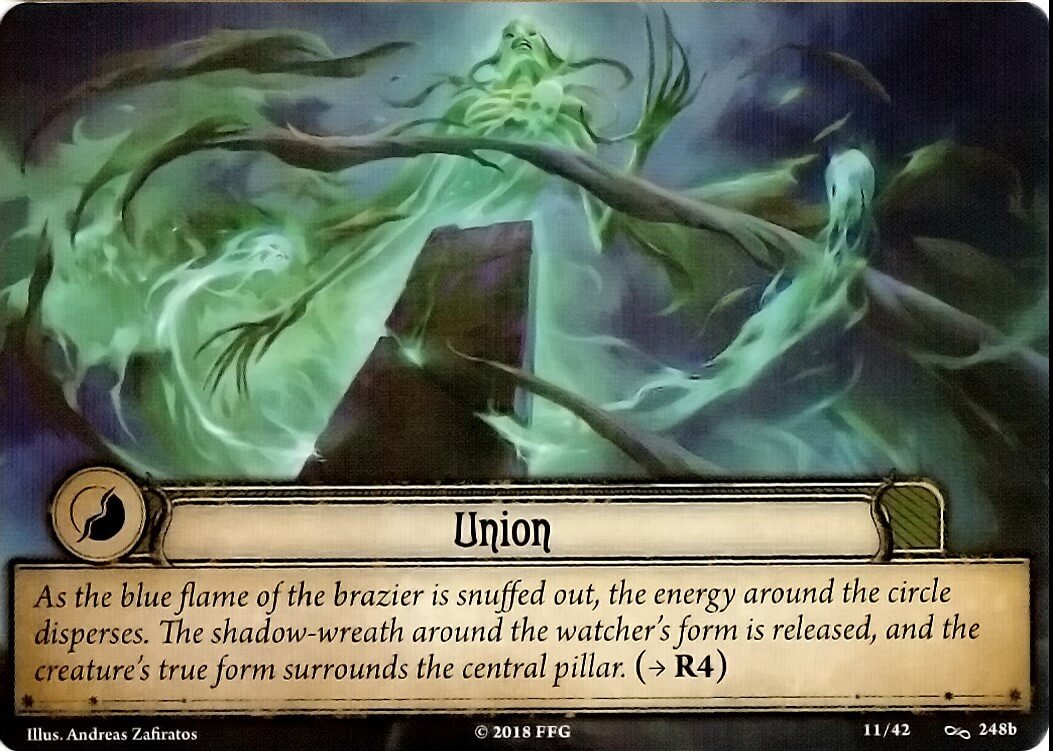 Union
As the blue flame of the brazier is snuffed out, the energy around the circle
disperses. The shadow-wreath around the watcher's form is released, and the
creature's true form surrounds the central pillar. (→ R4)
Illus. Andreas Zafiratos © 2018 FFG 11/42 248b